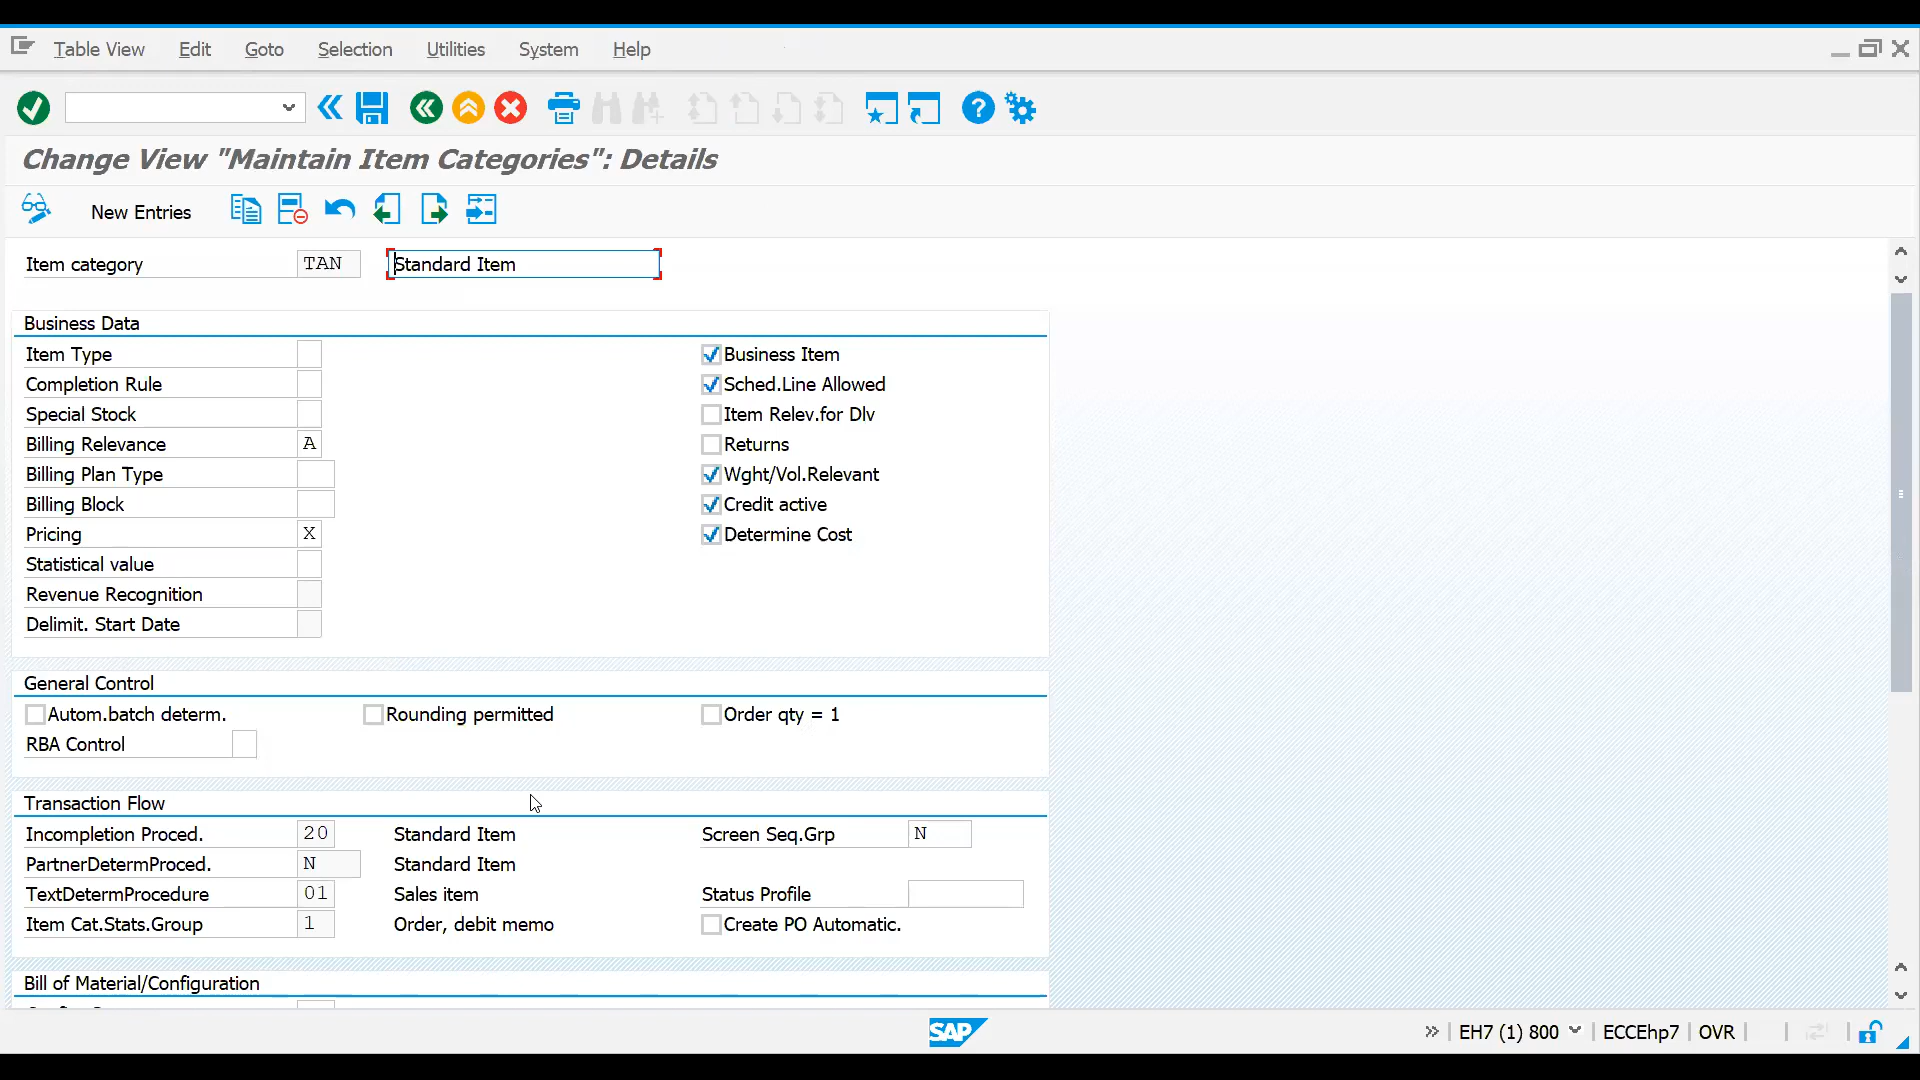 Table View Edit Goto Selection Utilities System Help
Change View "Maintain Item Categories": Details
New Entries
Item category TAN Standard Item
Business Data
Item Type
Business Item
Completion Rule
Sched.Line Allowed
Special Stock
Item Relev.for Dlv
Billing Relevance A
Returns
Billing Plan Type
Wght/Vol.Relevant
Billing Block
Credit active
Pricing X
Determine Cost
Statistical value
Revenue Recognition
Delimit. Start Date
General Control
Autom.batch determ. Rounding permitted Order qty = 1
RBA Control
Transaction Flow
Incompletion Proced. 20 Standard Item Screen Seq.Grp N
PartnerDetermProced. N Standard Item
TextDetermProcedure 01 Sales item Status Profile
Item Cat.Stats.Group 1 Order, debit memo Create PO Automatic.
Bill of Material/Configuration
SAP EH7 (1) 800 ECCEhp7 OVR